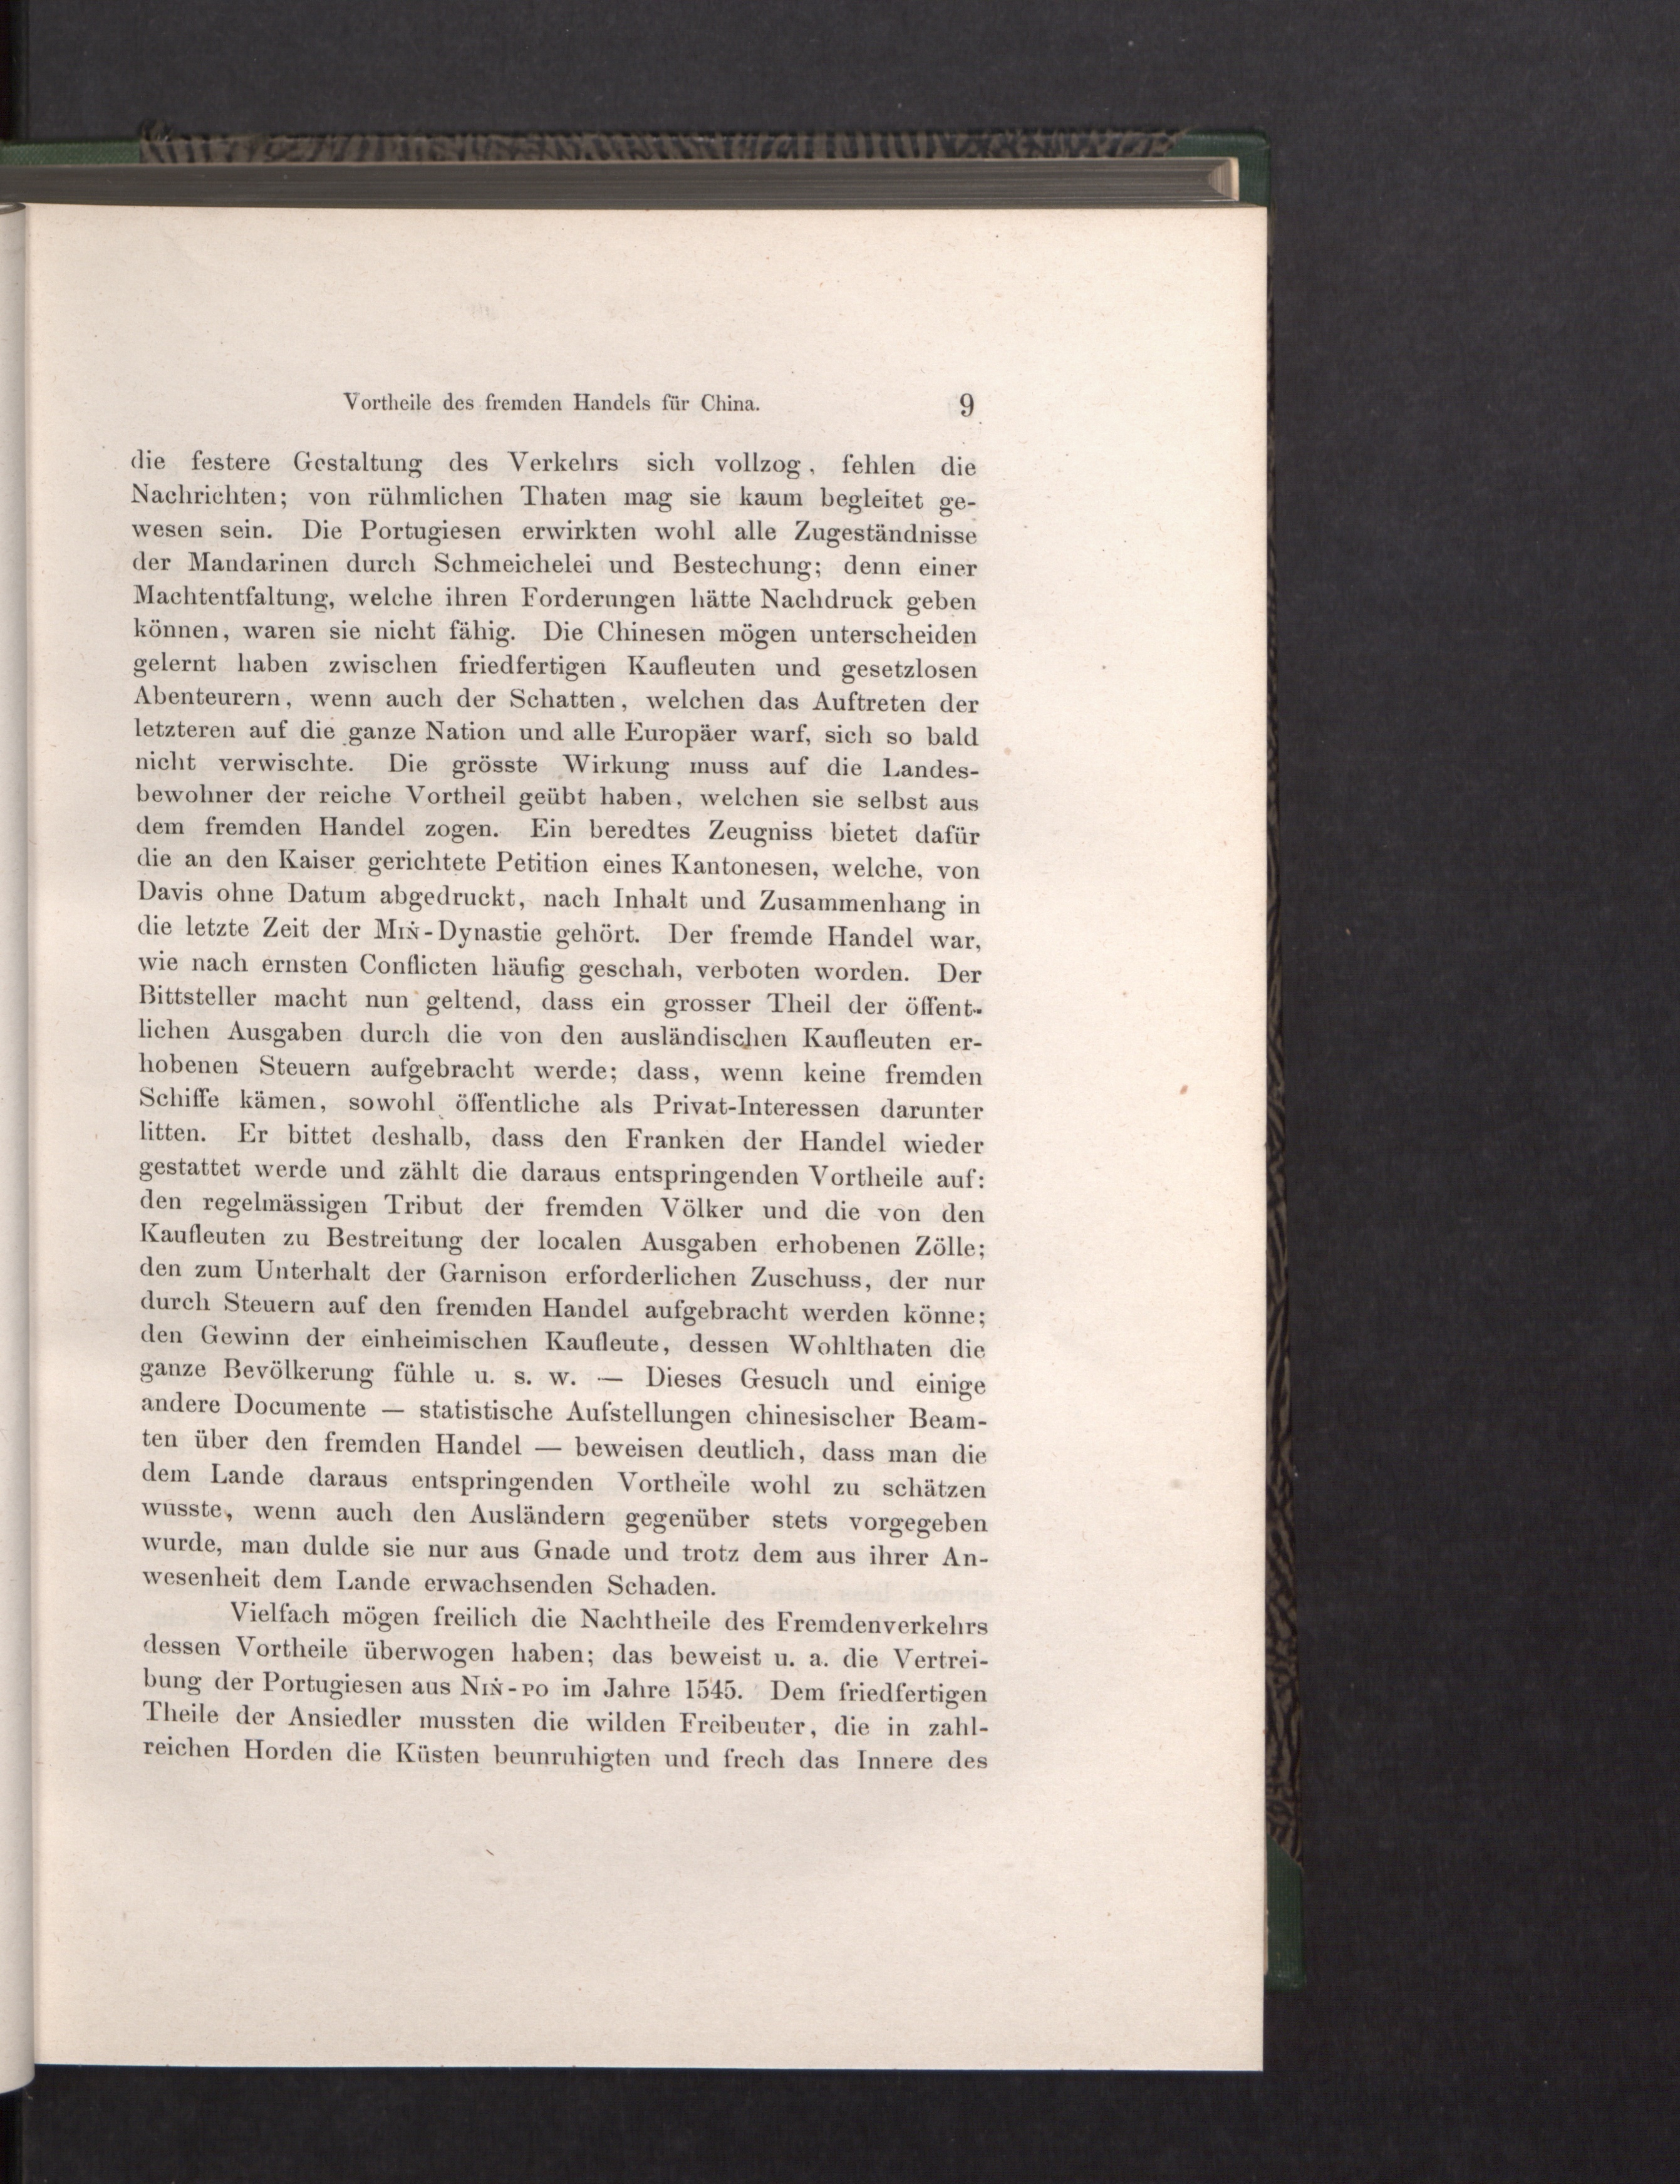 Vortheile des fremden Handels für China. 9
die festere Gestaltung des Verkehrs sich vollzog, fehlen die
Nachrichten; von rühmlichen Thaten mag sie kaum begleitet ge-
wesen sein. Die Portugiesen erwirkten wohl alle Zugeständnisse
der Mandarinen durch Schmeichelei und Bestechung; denn einer
Machtentfaltung, welche ihren Forderungen hätte Nachdruck geben
können, waren sie nicht fähig. Die Chinesen mögen unterscheiden
gelernt haben zwischen friedfertigen Kaufleuten und gesetzlosen
Abenteurern, wenn auch der Schatten, welchen das Auftreten der
letzteren auf die ganze Nation und alle Europäer warf, sich so bald
nicht verwischte. Die grösste Wirkung muss auf die Landes-
bewohner der reiche Vortheil geübt haben, welchen sie selbst aus
dem fremden Handel zogen. Ein beredtes Zeugniss bietet dafür
die an den Kaiser gerichtete Petition eines Kantonesen, welche, von
Davis ohne Datum abgedruckt, nach Inhalt und Zusammenhang in
die letzte Zeit der MIṄ-Dynastie gehört. Der fremde Handel war,
wie nach ernsten Conflicten häufig geschah, verboten worden. Der
Bittsteller macht nun geltend, dass ein grosser Theil der öffent-
lichen Ausgaben durch die von den ausländischen Kaufleuten er-
hobenen Steuern aufgebracht werde; dass, wenn keine fremden
Schiffe kämen, sowohl öffentliche als Privat-Interessen darunter
litten. Er bittet deshalb, dass den Franken der Handel wieder
gestattet werde und zählt die daraus entspringenden Vortheile auf:
den regelmässigen Tribut der fremden Völker und die von den
Kaufleuten zu Bestreitung der localen Ausgaben erhobenen Zölle;
den zum Unterhalt der Garnison erforderlichen Zuschuss, der nur
durch Steuern auf den fremden Handel aufgebracht werden könne;
den Gewinn der einheimischen Kaufleute, dessen Wohlthaten die
ganze Bevölkerung fühle u. s. w. — Dieses Gesuch und einige
andere Documente — statistische Aufstellungen chinesischer Beam-
ten über den fremden Handel — beweisen deutlich, dass man die
dem Lande daraus entspringenden Vortheile wohl zu schätzen
wusste, wenn auch den Ausländern gegenüber stets vorgegeben
wurde, man dulde sie nur aus Gnade und trotz dem aus ihrer An-
wesenheit dem Lande erwachsenden Schaden.
Vielfach mögen freilich die Nachtheile des Fremdenverkehrs
dessen Vortheile überwogen haben; das beweist u. a. die Vertrei-
bung der Portugiesen aus NIṄ-PO im Jahre 1545. Dem friedfertigen
Theile der Ansiedler mussten die wilden Freibeuter, die in zahl-
reichen Horden die Küsten beunruhigten und frech das Innere des